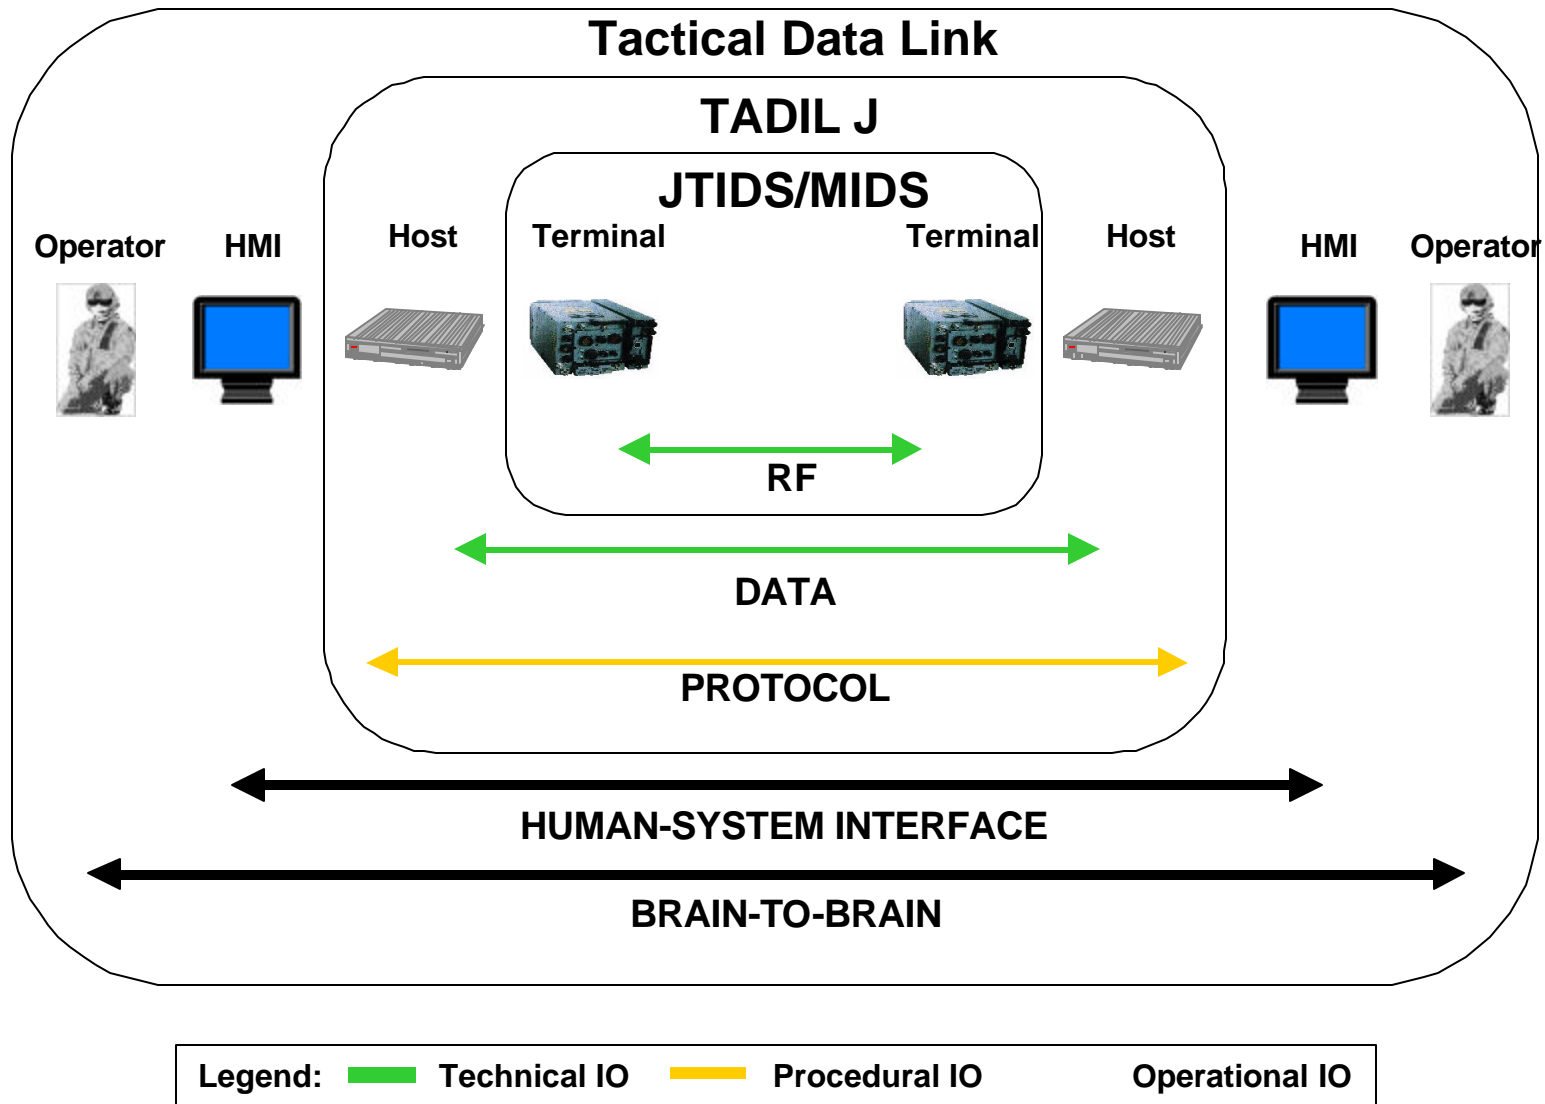 Tactical Data Link
TADIL J
JTIDS/MIDS
Operator HMI Host Terminal Terminal Host HMI Operator
RF
DATA
PROTOCOL
HUMAN-SYSTEM INTERFACE
BRAIN-TO-BRAIN
Legend: Technical IO Procedural IO Operational IO